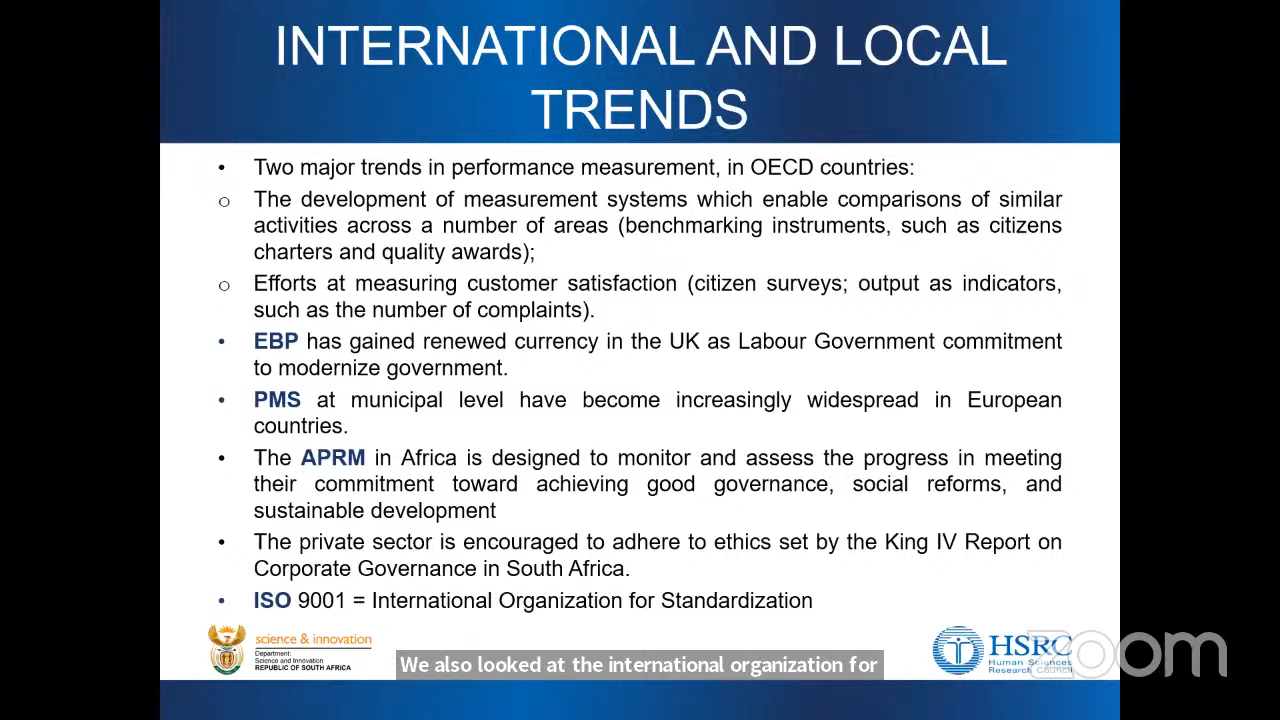 INTERNATIONAL AND LOCAL
TRENDS
• Two major trends in performance measurement, in OECD countries:
o The development of measurement systems which enable comparisons of similar
activities across a number of areas (benchmarking instruments, such as citizens
charters and quality awards);
o Efforts at measuring customer satisfaction (citizen surveys; output as indicators,
such as the number of complaints).
• EBP has gained renewed currency in the UK as Labour Government commitment
to modernize government.
• PMS at municipal level have become increasingly widespread in European
countries.
• The APRM in Africa is designed to monitor and assess the progress in meeting
their commitment toward achieving good governance, social reforms, and
sustainable development
• The private sector is encouraged to adhere to ethics set by the King IV Report on
Corporate Governance in South Africa.
• ISO 9001 = International Organization for Standardization
science & innovation
Department:
Science and Innovation
REPUBLIC OF SOUTH AFRICA
We also looked at the international organization for
HSRC
Human Sciences
Research Council
zoom